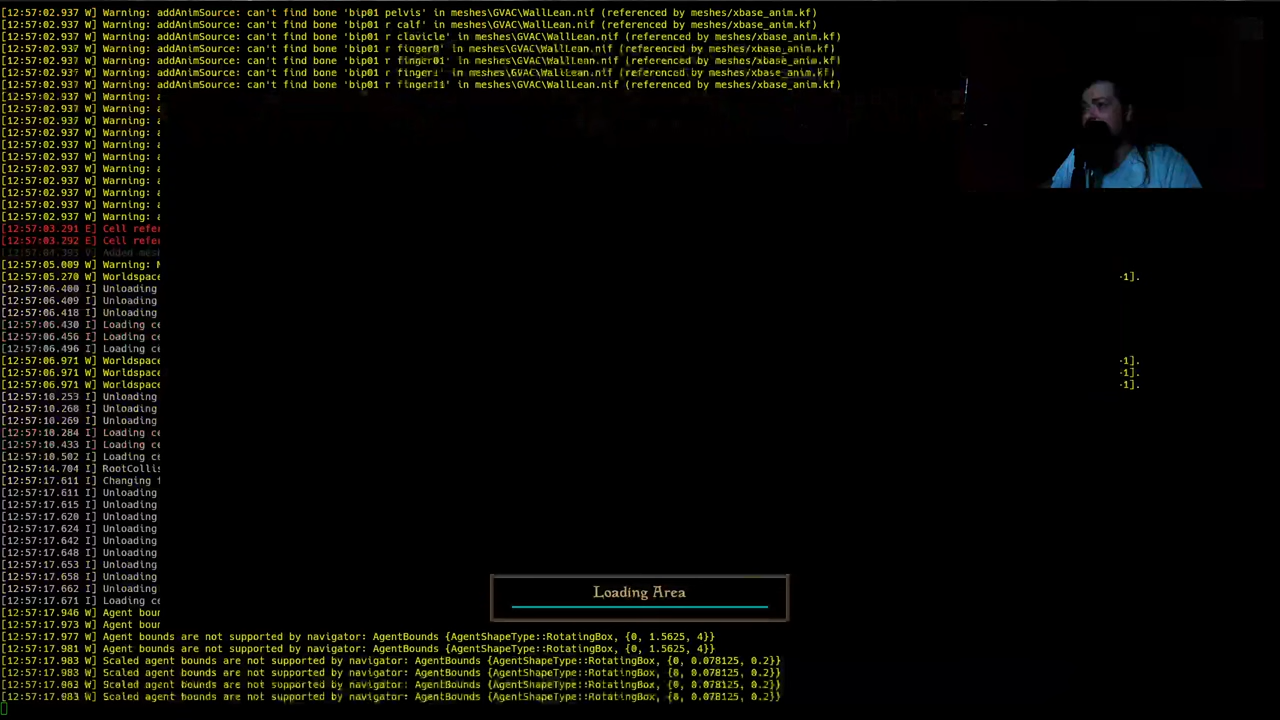 [12:57:02.937 W] Warning: addAnimSource: can't find bone 'bip01 pelvis' in meshes\GVAC\WallLean.nif (referenced by meshes/xbase_anim.kf)
[12:57:02.937 W] Warning: addAnimSource: can't find bone 'bip01 r calf' in meshes\GVAC\WallLean.nif (referenced by meshes/xbase_anim.kf)
[12:57:02.937 W] Warning: addAnimSource: can't find bone 'bip01 r clavicle' in meshes\GVAC\WallLean.nif (referenced by meshes/xbase_anim.kf)
[12:57:02.937 W] Warning: addAnimSource: can't find bone 'bip01 r finger0' in meshes\GVAC\WallLean.nif (referenced by meshes/xbase_anim.kf)
[12:57:02.937 W] Warning: addAnimSource: can't find bone 'bip01 r finger01' in meshes\GVAC\WallLean.nif (referenced by meshes/xbase_anim.kf)
[12:57:02.937 W] Warning: addAnimSource: can't find bone 'bip01 r finger1' in meshes\GVAC\WallLean.nif (referenced by meshes/xbase_anim.kf)
[12:57:02.937 W] Warning: addAnimSource: can't find bone 'bip01 r finger11' in meshes\GVAC\WallLean.nif (referenced by meshes/xbase_anim.kf)
[12:57:02.937 W] Warning: a
[12:57:02.937 W] Warning: a
[12:57:02.937 W] Warning: a
[12:57:02.937 W] Warning: a
[12:57:02.937 W] Warning: a
[12:57:02.937 W] Warning: a
[12:57:02.937 W] Warning: a
[12:57:02.937 W] Warning: a
[12:57:02.937 W] Warning: a
[12:57:02.937 W] Warning: a
[12:57:02.937 W] Warning: a
[12:57:03.291 E] Cell refer
[12:57:03.292 E] Cell refer
[12:57:04.395 V] Added mes
[12:57:05.009 W] Warning:
[12:57:05.270 W] Worldspace -1].
[12:57:06.400 I] Unloading
[12:57:06.409 I] Unloading
[12:57:06.418 I] Unloading
[12:57:06.430 I] Loading ce
[12:57:06.456 I] Loading ce
[12:57:06.496 I] Loading ce
[12:57:06.971 W] Worldspace -1].
[12:57:06.971 W] Worldspace -1].
[12:57:06.971 W] Worldspace -1].
[12:57:10.253 I] Unloading
[12:57:10.260 I] Unloading
[12:57:10.269 I] Unloading
[12:57:10.284 I] Loading ce
[12:57:10.433 I] Loading ce
[12:57:10.502 I] Loading ce
[12:57:14.704 I] RootCollis
[12:57:17.611 I] Changing f
[12:57:17.611 I] Unloading
[12:57:17.615 I] Unloading
[12:57:17.620 I] Unloading
[12:57:17.624 I] Unloading
[12:57:17.642 I] Unloading
[12:57:17.648 I] Unloading
[12:57:17.653 I] Unloading
[12:57:17.658 I] Unloading
[12:57:17.662 I] Unloading
[12:57:17.671 I] Loading ce
Loading Area
[12:57:17.946 W] Agent boun
[12:57:17.973 W] Agent boun
[12:57:17.977 W] Agent bounds are not supported by navigator: AgentBounds {AgentShapeType::RotatingBox, {0, 1.5625, 4}}
[12:57:17.981 W] Agent bounds are not supported by navigator: AgentBounds {AgentShapeType::RotatingBox, {0, 1.5625, 4}}
[12:57:17.983 W] Scaled agent bounds are not supported by navigator: AgentBounds {AgentShapeType::RotatingBox, {0, 0.078125, 0.2}}
[12:57:17.983 W] Scaled agent bounds are not supported by navigator: AgentBounds {AgentShapeType::RotatingBox, {0, 0.078125, 0.2}}
[12:57:17.983 W] Scaled agent bounds are not supported by navigator: AgentBounds {AgentShapeType::RotatingBox, {0, 0.078125, 0.2}}
[12:57:17.983 W] Scaled agent bounds are not supported by navigator: AgentBounds {AgentShapeType::RotatingBox, {0, 0.078125, 0.2}}